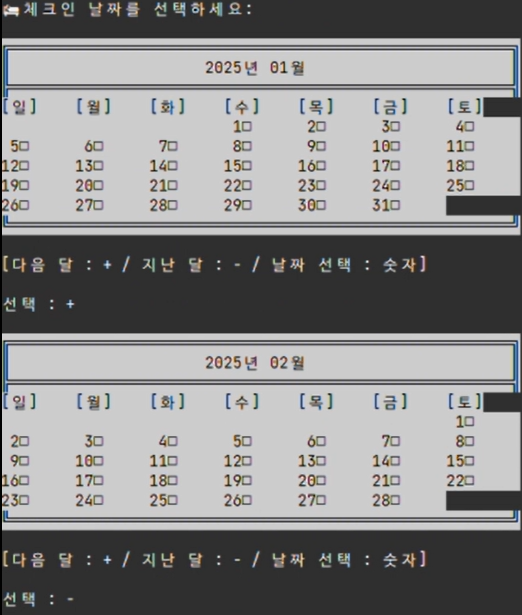 🛏체크인 날짜를 선택하세요:
2025년 01월
[일] [월] [화] [수] [목] [금] [토]
1□ 2□ 3□ 4□
5□ 6□ 7□ 8□ 9□ 10□ 11□
12□ 13□ 14□ 15□ 16□ 17□ 18□
19□ 20□ 21□ 22□ 23□ 24□ 25□
26□ 27□ 28□ 29□ 30□ 31□
[다음 달 : + / 지난 달 : - / 날짜 선택 : 숫자]
선택 : +
2025년 02월
[일] [월] [화] [수] [목] [금] [토]
1□
2□ 3□ 4□ 5□ 6□ 7□ 8□
9□ 10□ 11□ 12□ 13□ 14□ 15□
16□ 17□ 18□ 19□ 20□ 21□ 22□
23□ 24□ 25□ 26□ 27□ 28□
[다음 달 : + / 지난 달 : - / 날짜 선택 : 숫자]
선택 : -